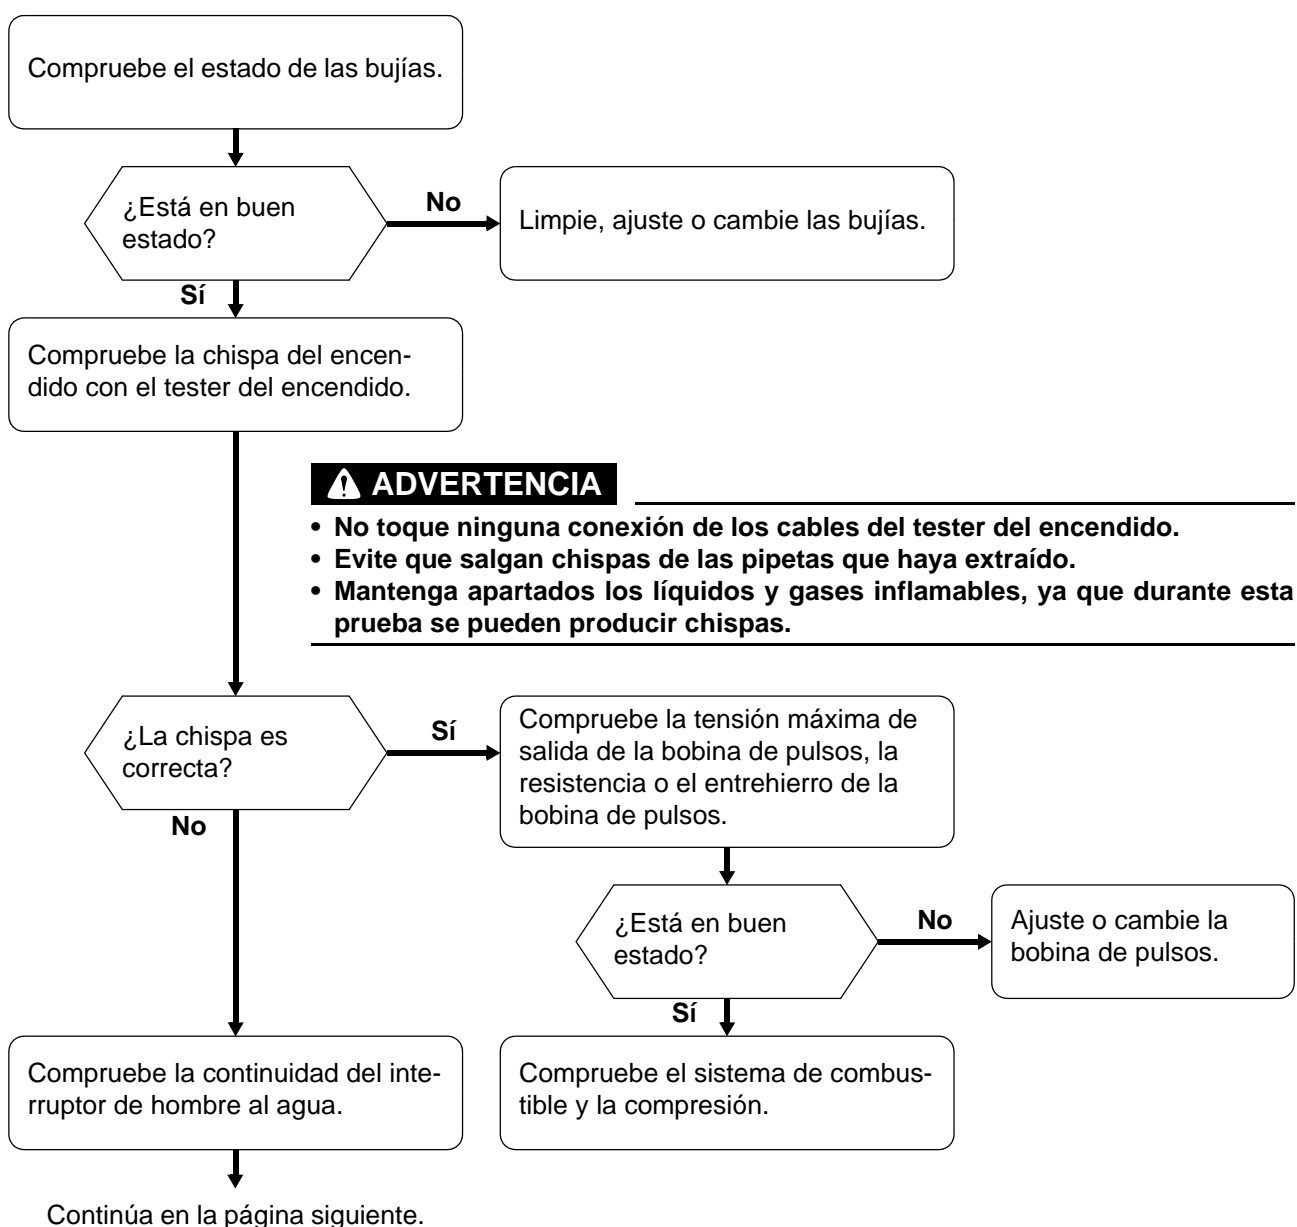 Compruebe el estado de las bujías.
¿Está en buen
estado?
No
Limpie, ajuste o cambie las bujías.
Sí
Compruebe la chispa del encen-
dido con el tester del encendido.
ADVERTENCIA
• No toque ninguna conexión de los cables del tester del encendido.
• Evite que salgan chispas de las pipetas que haya extraído.
• Mantenga apartados los líquidos y gases inflamables, ya que durante esta
prueba se pueden producir chispas.
¿La chispa es
correcta?
Sí
Compruebe la tensión máxima de
salida de la bobina de pulsos, la
resistencia o el entrehierro de la
bobina de pulsos.
No
¿Está en buen
estado?
No
Ajuste o cambie la
bobina de pulsos.
Sí
Compruebe la continuidad del inte-
rruptor de hombre al agua.
Compruebe el sistema de combus-
tible y la compresión.
Continúa en la página siguiente.